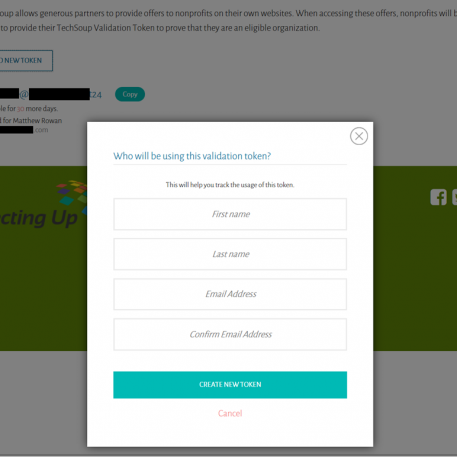 oup allows generous partners to provide offers to nonprofits on their own websites. When accessing these offers, nonprofits will b
to provide their TechSoup Validation Token to prove that they are an eligible organization.
D NEW TOKEN
@ 24 Copy
le for 30 more days.
d for Matthew Rowan
.com
Who will be using this validation token?
This will help you track the usage of this token.
First name
Last name
Email Address
Confirm Email Address
CREATE NEW TOKEN
Cancel
cting Up